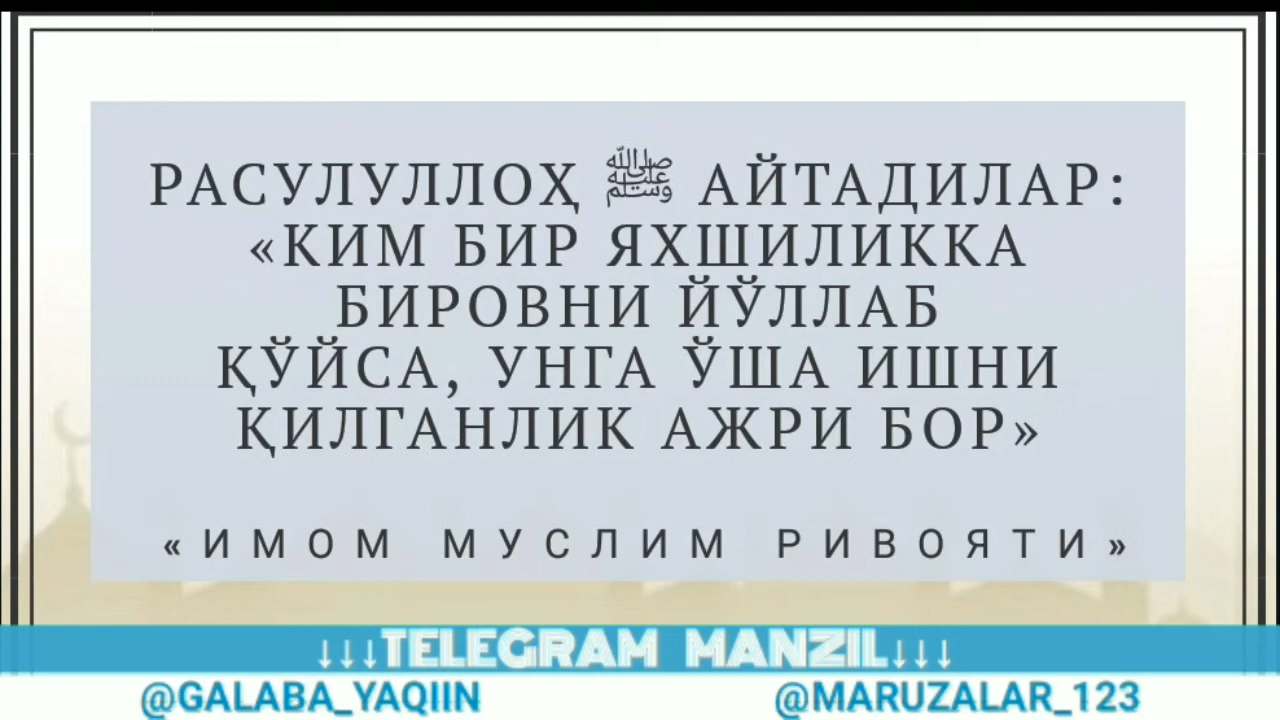 РАСУЛУЛЛОҲ ﷺ АЙТАДИЛАР:
«КИМ БИР ЯХШИЛИККА
БИРОВНИ ЙЎЛЛАБ
ҚЎЙСА, УНГА ЎША ИШНИ
ҚИЛГАНЛИК АЖРИ БОР»
«ИМОМ МУСЛИМ РИВОЯТИ»
↓↓↓TELEGRAM MANZIL↓↓↓
@GALABA_YAQIIN @MARUZALAR_123